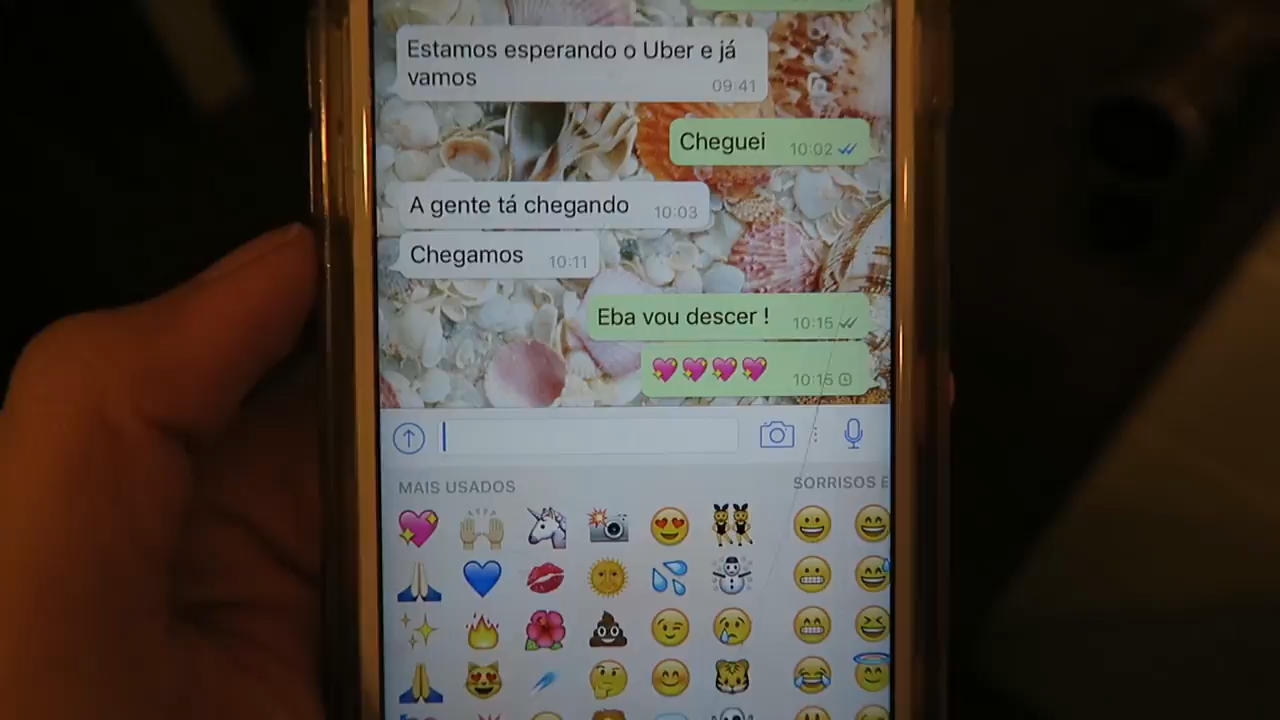 Estamos esperando o Uber e já
vamos
09:41
Cheguei 10:02
A gente tá chegando 10:03
Chegamos 10:11
Eba vou descer ! 10:15
💖💖💖💖 10:15
MAIS USADOS SORRISOS E